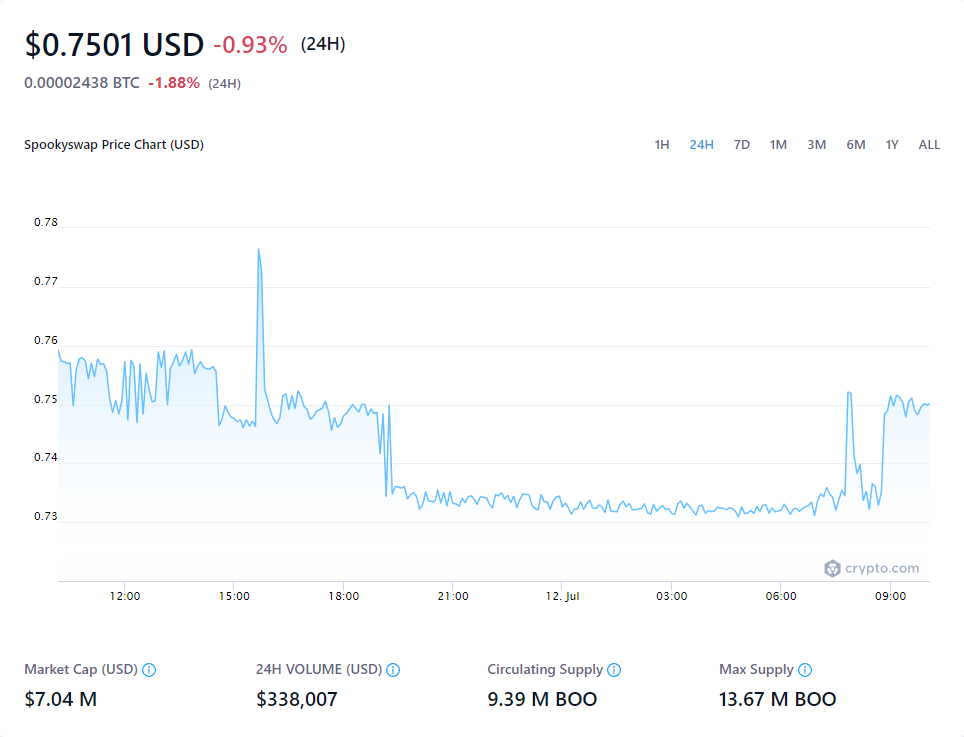 $0.7501 USD -0.93% (24H)
0.00002438 BTC -1.88% (24H)
Spookyswap Price Chart (USD) 1H 24H 7D 1M 3M 6M 1Y ALL
0.78
0.77
0.76
0.75
0.74
0.73
crypto.com
12:00 15:00 18:00 21:00 12. Jul 03:00 06:00 09:00
Market Cap (USD) 24H VOLUME (USD) Circulating Supply Max Supply
$7.04 M $338,007 9.39 M BOO 13.67 M BOO